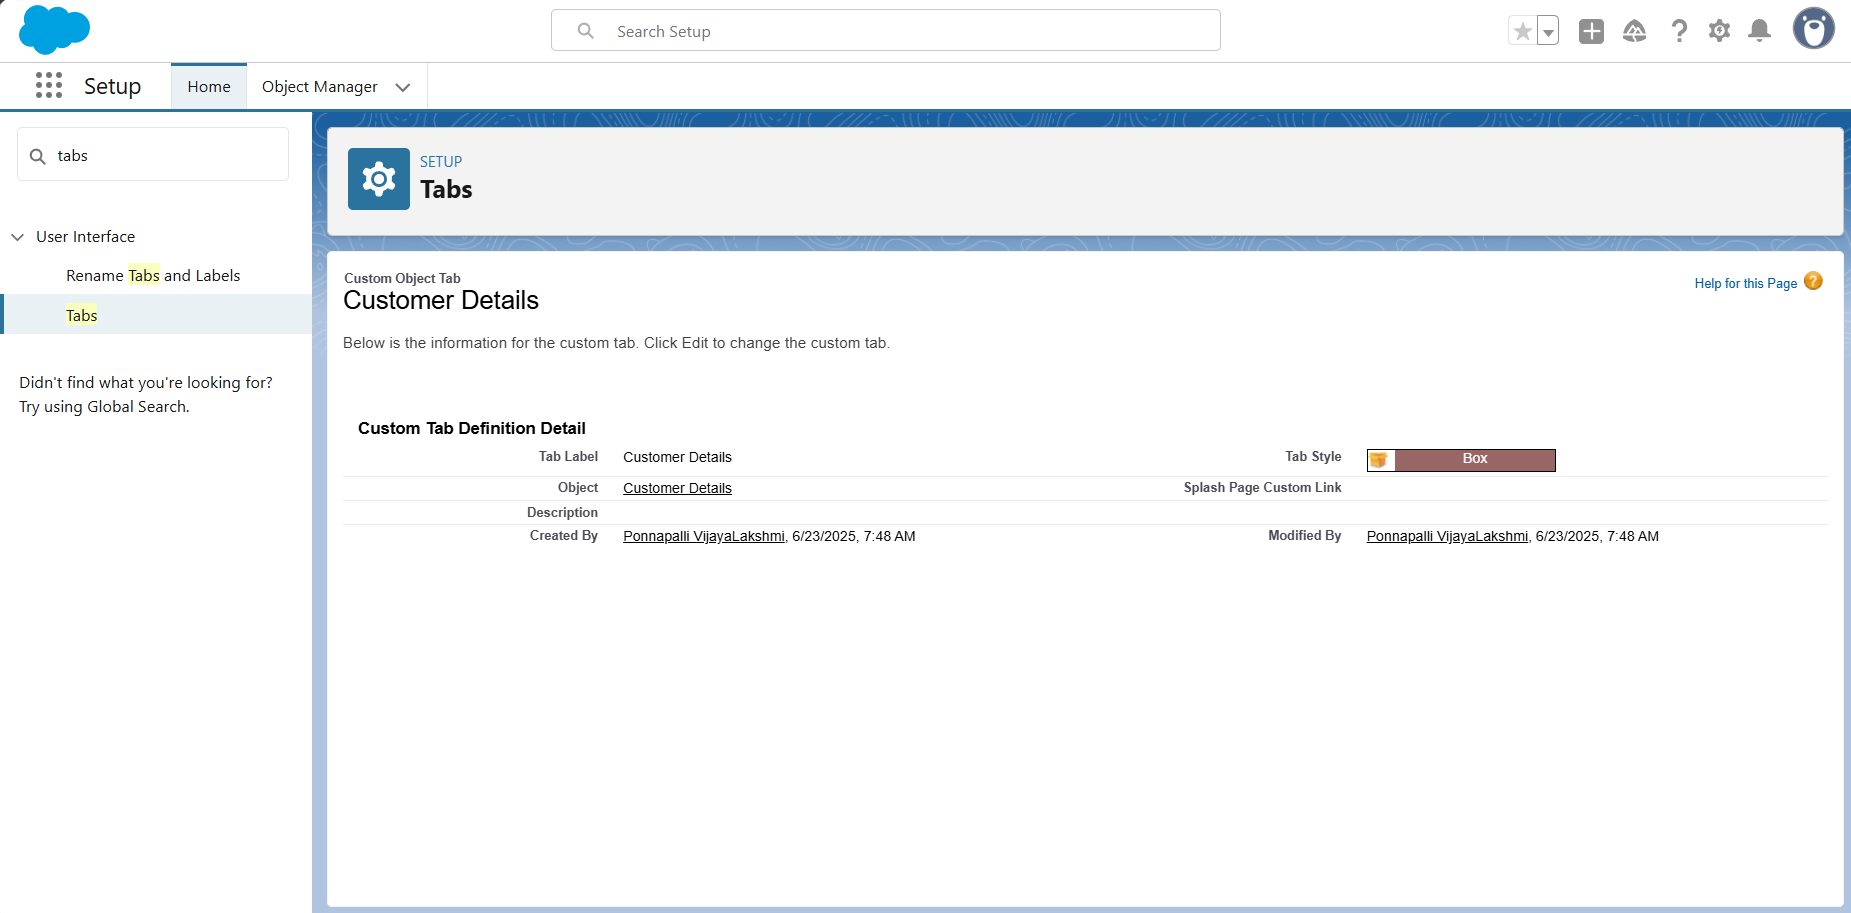 Search Setup
Setup
Home
Object Manager
tabs
User Interface
Rename Tabs and Labels
Tabs
Didn't find what you're looking for?
Try using Global Search.
SETUP
Tabs
Custom Object Tab
Customer Details
Help for this Page ?
Below is the information for the custom tab. Click Edit to change the custom tab.
Custom Tab Definition Detail
Tab Label Customer Details Tab Style Box
Object Customer Details Splash Page Custom Link
Description
Created By Ponnapalli VijayaLakshmi, 6/23/2025, 7:48 AM Modified By Ponnapalli VijayaLakshmi, 6/23/2025, 7:48 AM